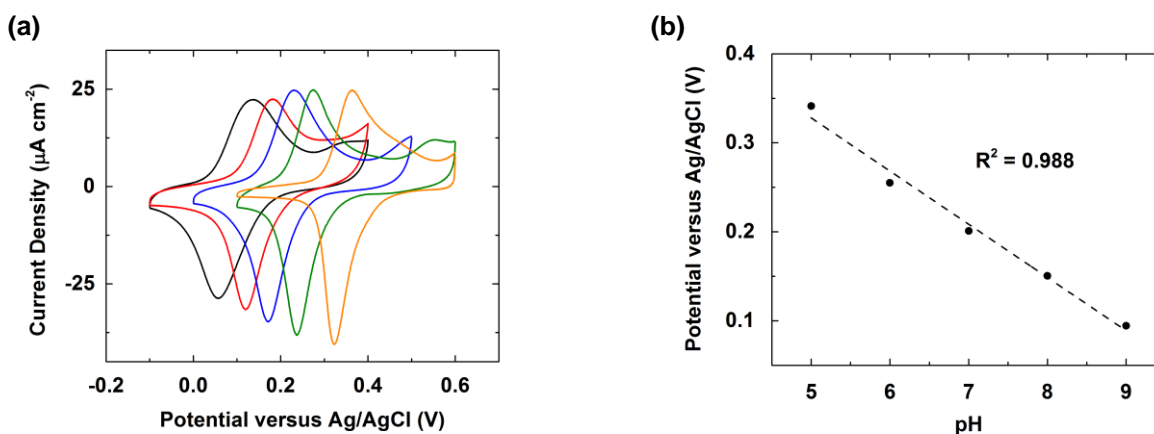 (a)
Current Density (µA cm⁻²)
25
0
-25
-0.2 0.0 0.2 0.4 0.6
Potential versus Ag/AgCl (V)
(b)
Potential versus Ag/AgCl (V)
0.4
0.3
0.2
0.1
R² = 0.988
5 6 7 8 9
pH